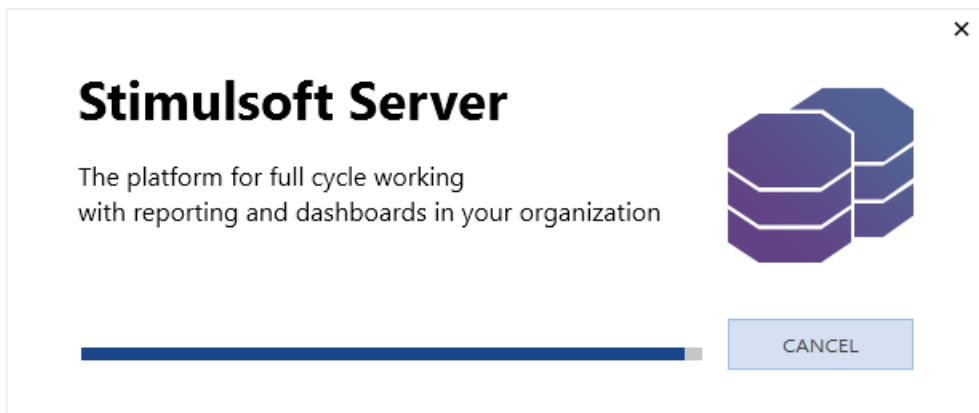 Stimulsoft Server
The platform for full cycle working
with reporting and dashboards in your organization
CANCEL